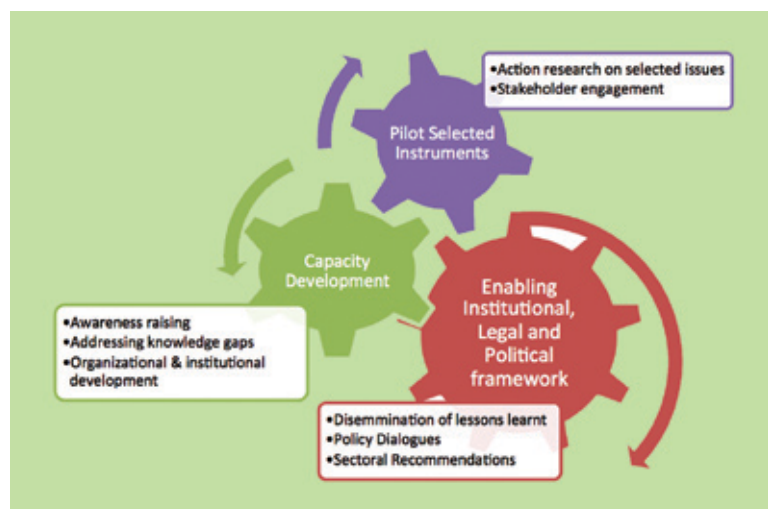 •Action research on selected issues
•Stakeholder engagement
Pilot Selected
Instruments
Capacity
Development
•Awareness raising
•Addressing knowledge gaps
•Organizational & institutional
development
Enabling
Institutional,
Legal and
Political
framework
•Disemmination of lessons learnt
•Policy Dialogues
•Sectoral Recommendations